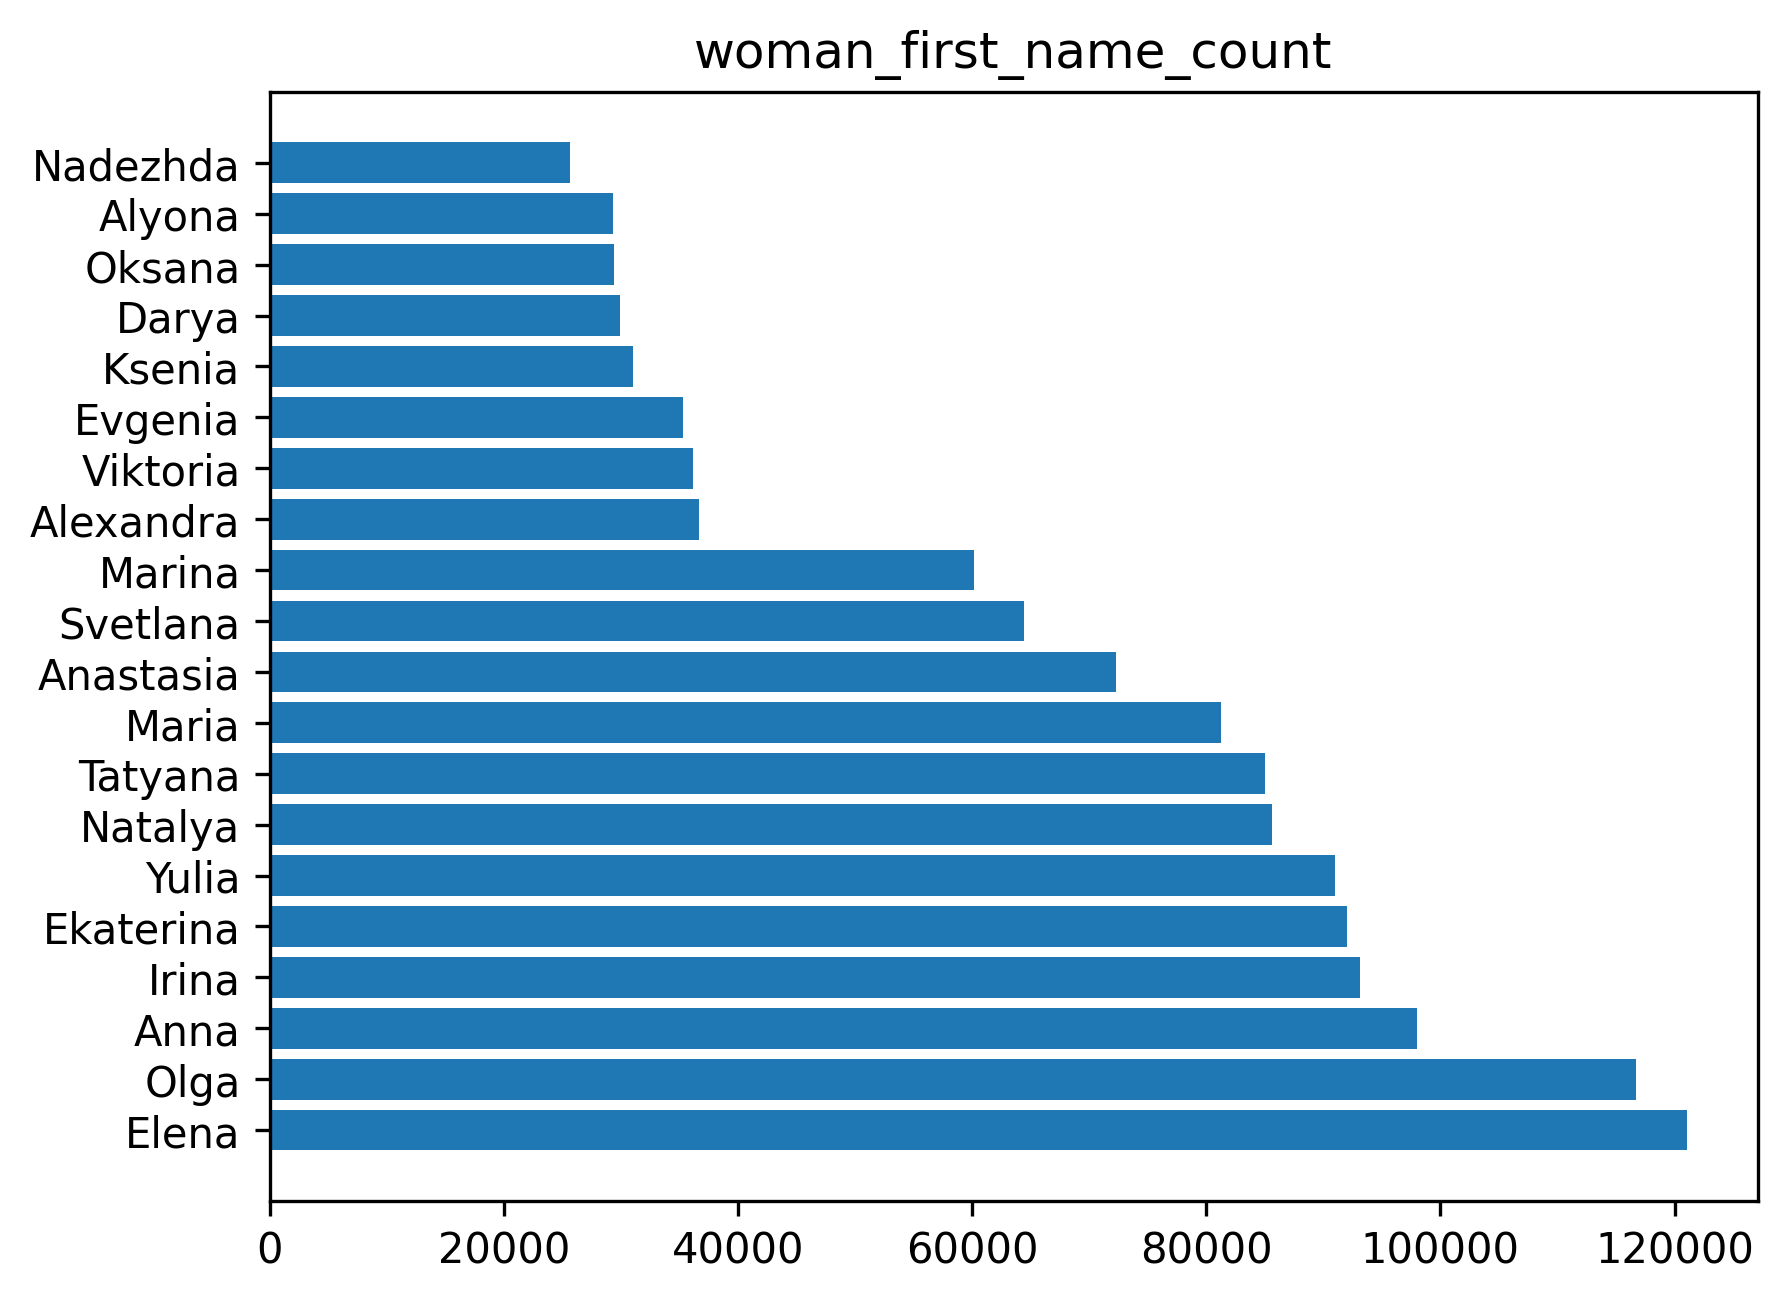 woman_first_name_count
Nadezhda
Alyona
Oksana
Darya
Ksenia
Evgenia
Viktoria
Alexandra
Marina
Svetlana
Anastasia
Maria
Tatyana
Natalya
Yulia
Ekaterina
Irina
Anna
Olga
Elena
0 20000 40000 60000 80000 100000 120000